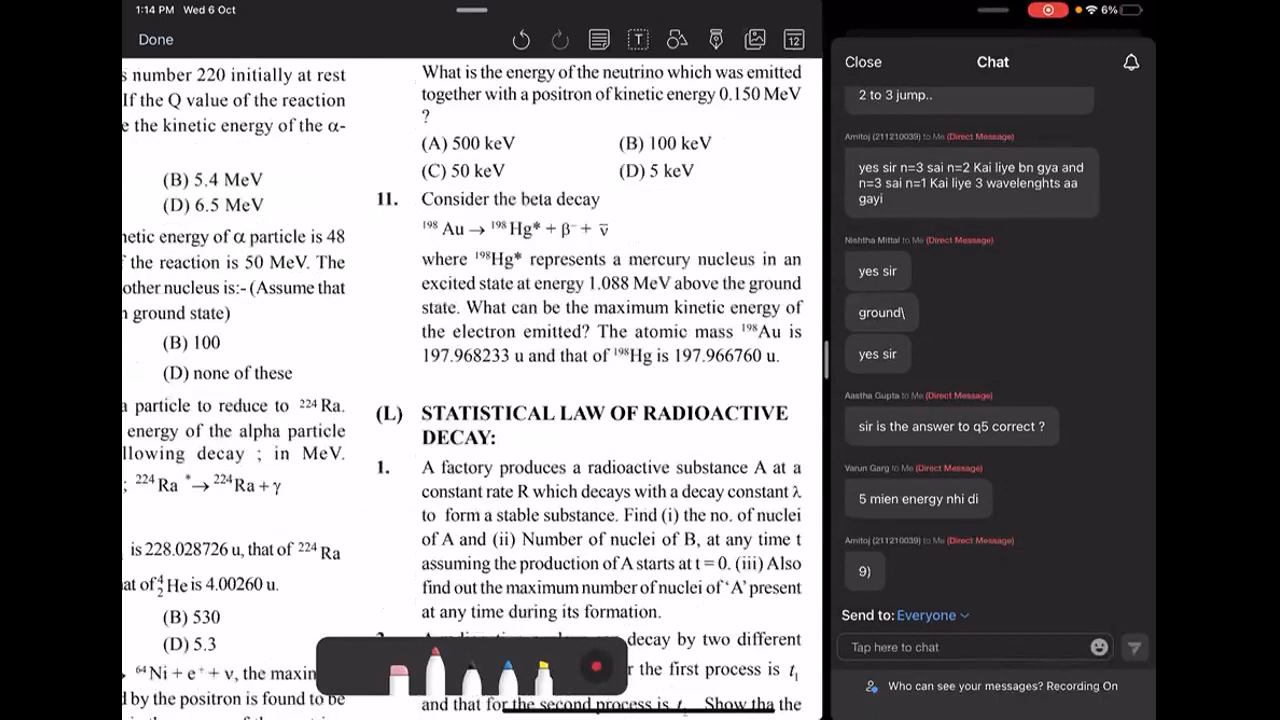 1:14 PM Wed 6 Oct
6%
Done
T
12
s number 220 initially at rest
If the Q value of the reaction
e the kinetic energy of the α-
(B) 5.4 MeV
(D) 6.5 MeV
netic energy of α particle is 48
the reaction is 50 MeV. The
other nucleus is:- (Assume that
ground state)
(B) 100
(D) none of these
a particle to reduce to ²²⁴Ra.
energy of the alpha particle
llowing decay ; in MeV.
; ²²⁴Ra * → ²²⁴Ra + γ
is 228.028726 u, that of ²²⁴Ra
at of ⁴₂He is 4.00260 u.
(B) 530
(D) 5.3
⁶⁴Ni + e⁺ + ν, the maxin
d by the positron is found to be
What is the energy of the neutrino which was emitted
together with a positron of kinetic energy 0.150 MeV
?
(A) 500 keV (B) 100 keV
(C) 50 keV (D) 5 keV
11. Consider the beta decay
¹⁹⁸Au → ¹⁹⁸Hg* + β⁻ + ν̄
where ¹⁹⁸Hg* represents a mercury nucleus in an
excited state at energy 1.088 MeV above the ground
state. What can be the maximum kinetic energy of
the electron emitted? The atomic mass ¹⁹⁸Au is
197.968233 u and that of ¹⁹⁸Hg is 197.966760 u.
(L) STATISTICAL LAW OF RADIOACTIVE
DECAY:
1. A factory produces a radioactive substance A at a
constant rate R which decays with a decay constant λ
to form a stable substance. Find (i) the no. of nuclei
of A and (ii) Number of nuclei of B, at any time t
assuming the production of A starts at t = 0. (iii) Also
find out the maximum number of nuclei of 'A' present
at any time during its formation.
decay by two different
r the first process is t₁
and that for the second process is t Show tha the
Close Chat
2 to 3 jump..
Amitoj (211210039) to Me (Direct Message)
yes sir n=3 sai n=2 Kai liye bn gya and
n=3 sai n=1 Kai liye 3 wavelenghts aa
gayi
Nishtha Mittal to Me (Direct Message)
yes sir
ground\
yes sir
Aastha Gupta to Me (Direct Message)
sir is the answer to q5 correct ?
Varun Garg to Me (Direct Message)
5 mien energy nhi di
Amitoj (211210039) to Me (Direct Message)
9)
Send to: Everyone
Tap here to chat
Who can see your messages? Recording On